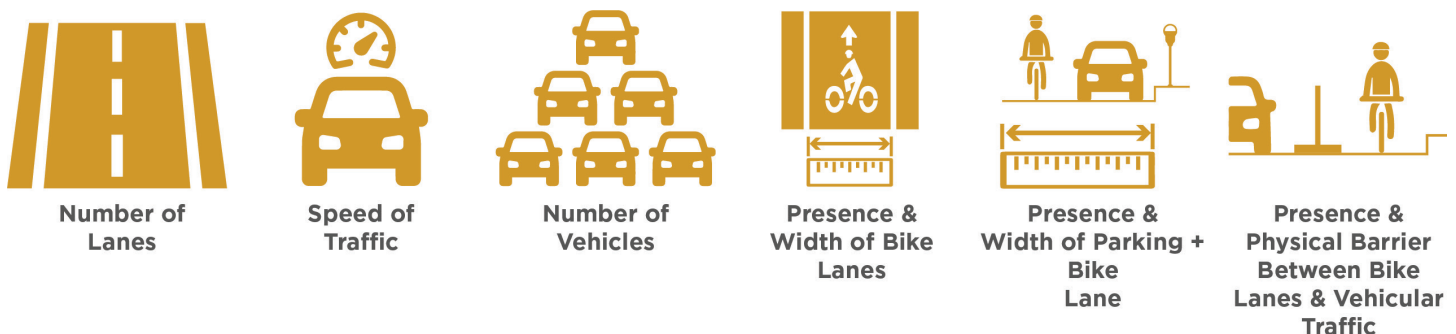 Number of
Lanes
Speed of
Traffic
Number of
Vehicles
Presence &
Width of Bike
Lanes
Presence &
Width of Parking +
Bike
Lane
Presence &
Physical Barrier
Between Bike
Lanes & Vehicular
Traffic